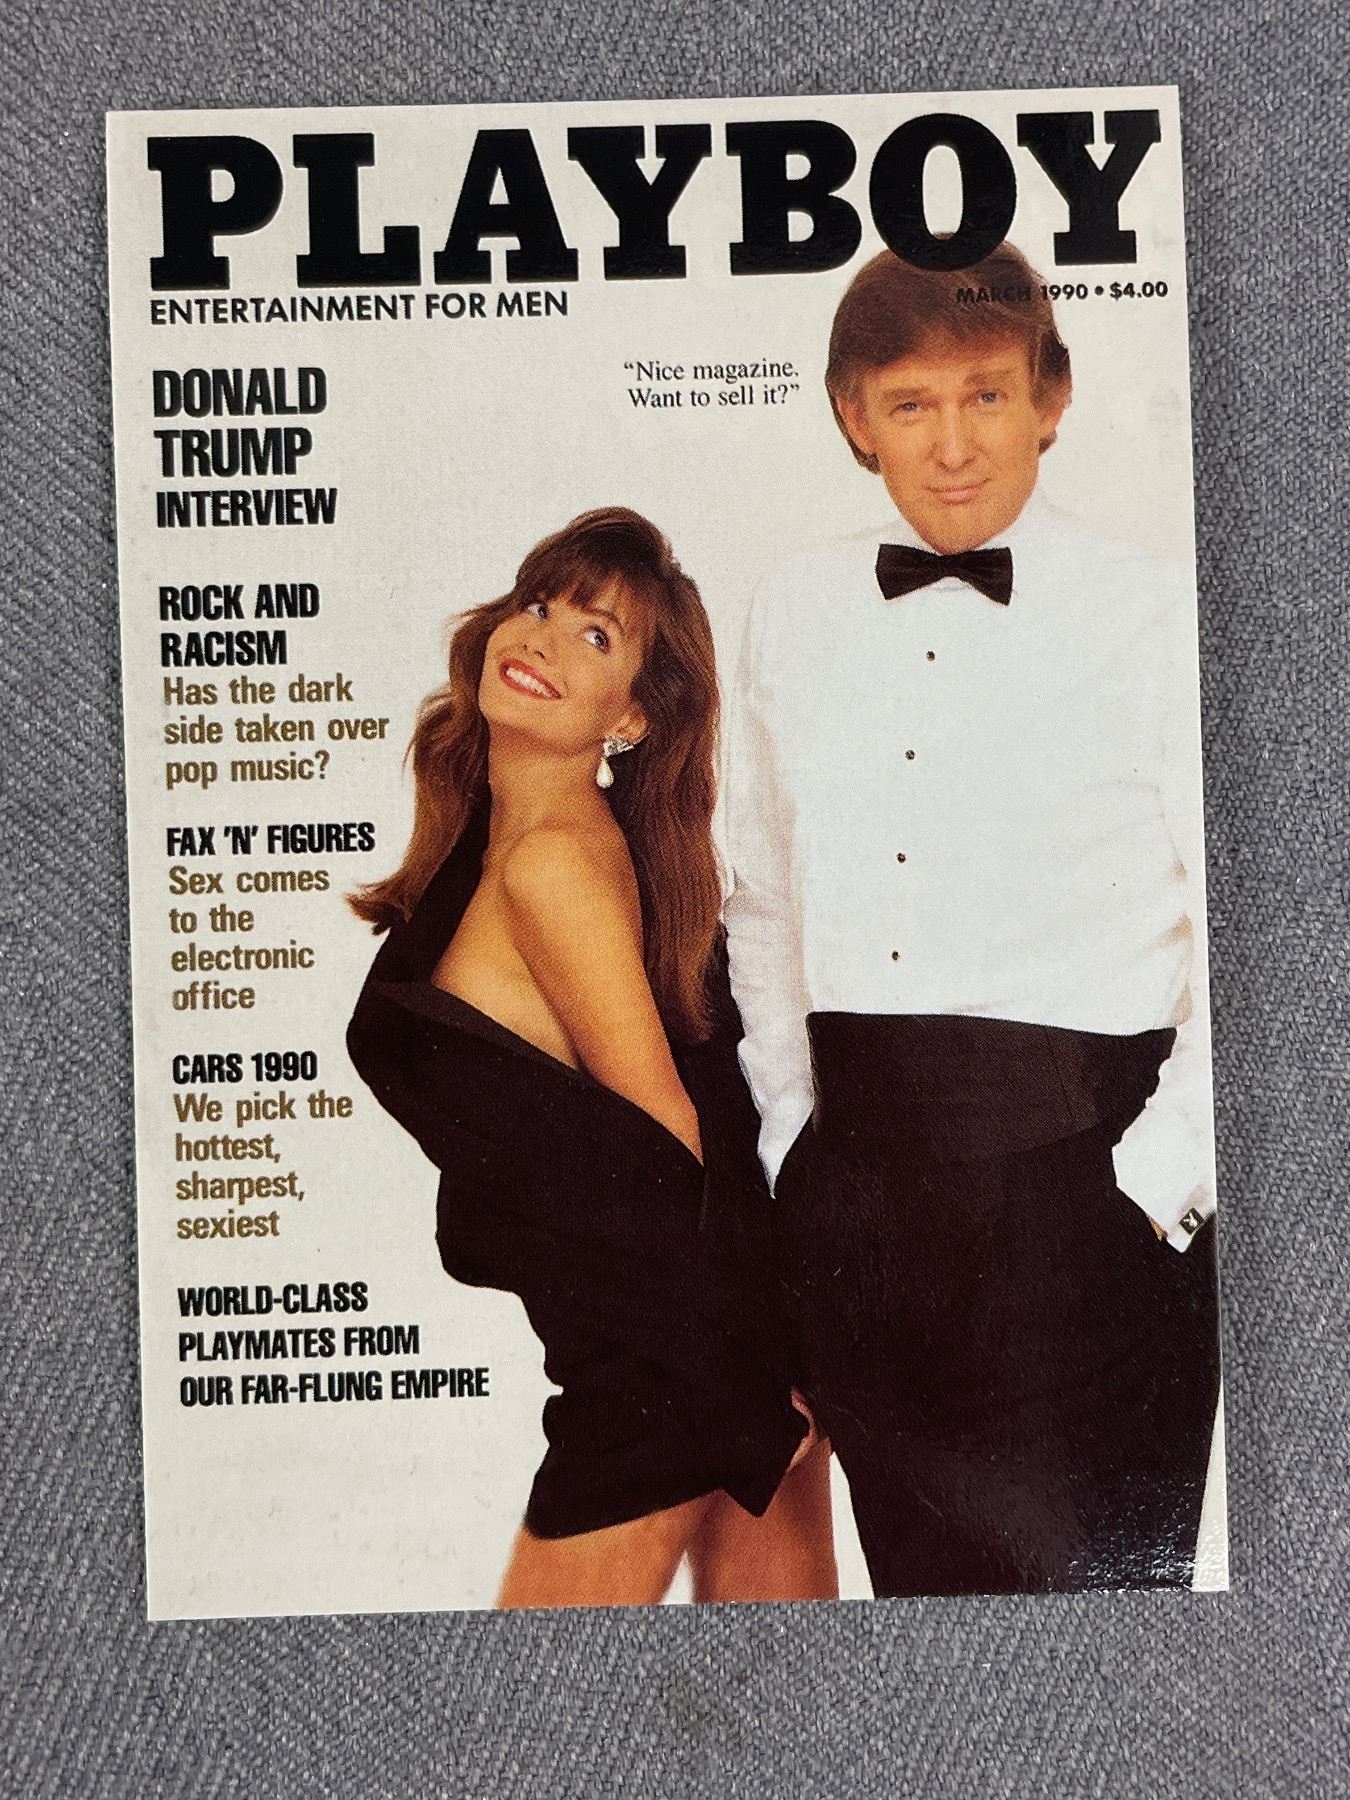 PLAYBOY
ENTERTAINMENT FOR MEN
MARCH 1990 • $4.00
DONALD
TRUMP
INTERVIEW
“Nice magazine.
Want to sell it?”
ROCK AND
RACISM
Has the dark
side taken over
pop music?
FAX 'N' FIGURES
Sex comes
to the
electronic
office
CARS 1990
We pick the
hottest,
sharpest,
sexiest
WORLD-CLASS
PLAYMATES FROM
OUR FAR-FLUNG EMPIRE